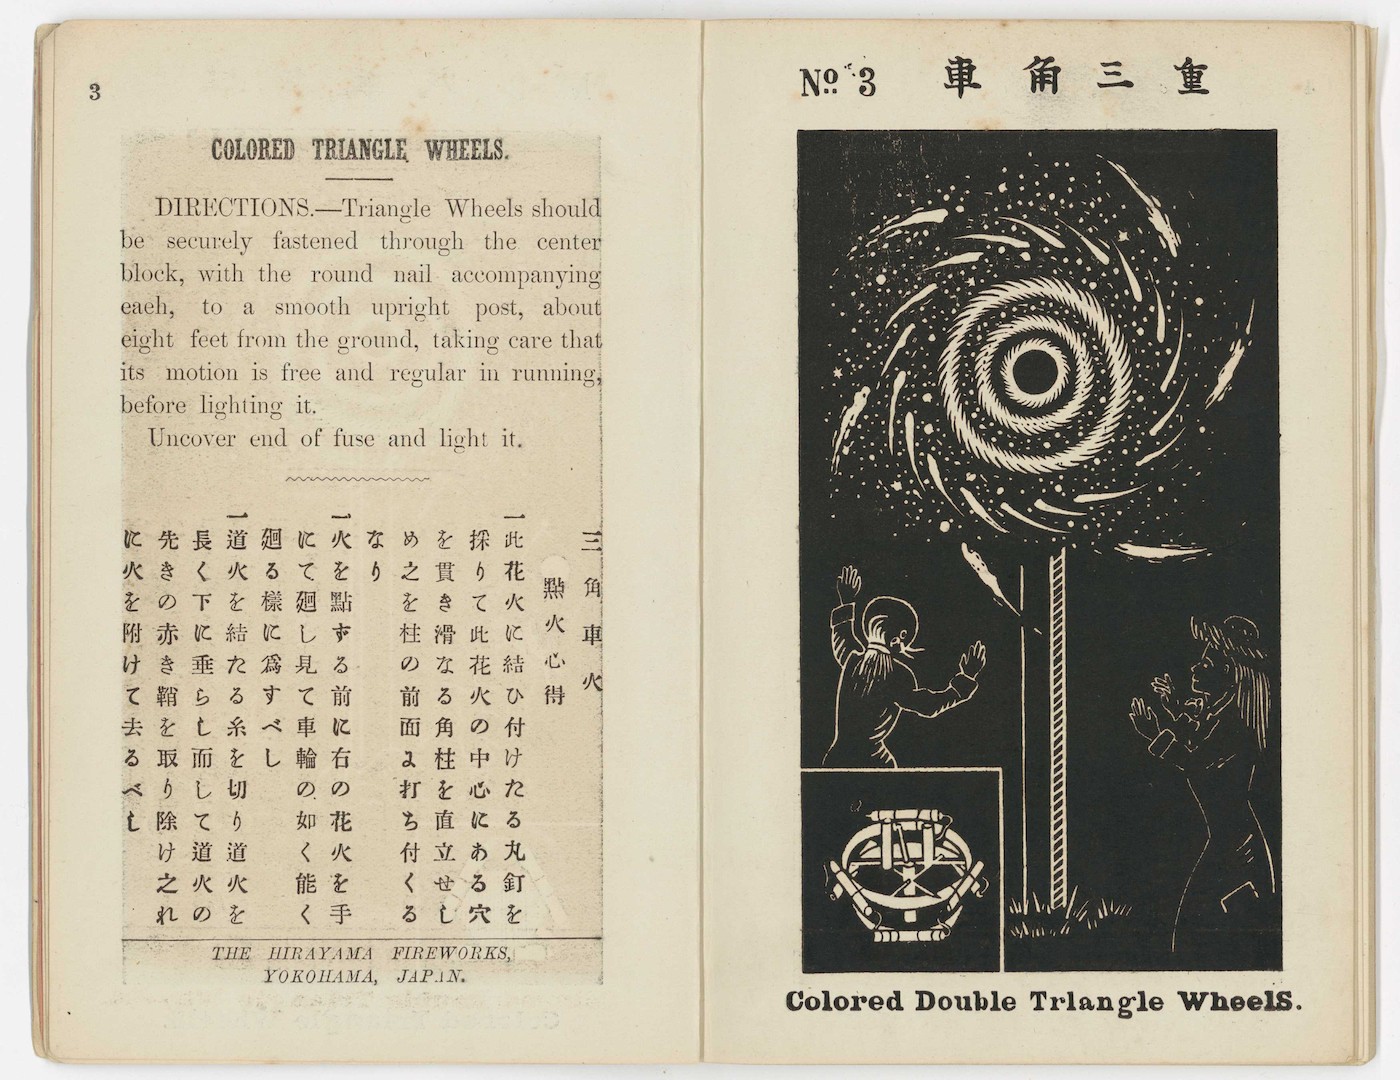 3
COLORED TRIANGLE WHEELS.
DIRECTIONS.—Triangle Wheels should
be securely fastened through the center
block, with the round nail accompanying
each, to a smooth upright post, about
eight feet from the ground, taking care that
its motion is free and regular in running,
before lighting it.
Uncover end of fuse and light it.
三角車火
點火心得
一此花火に結ひ付けたる丸釘を
採りて此花火の中心にある穴
を貫き滑なる角柱を直立せし
め之を柱の前面よ打ち付くる
なり
一火を點ずる前に右の花火を手
にて廻し見て車輪の如く能く
廻る樣に爲すべし
一道火を結たる糸を切り道火を
長く下に垂らし而して道火の
先きの赤き鞘を取り除け之れ
に火を附けて去るべし
THE HIRAYAMA FIREWORKS,
YOKOHAMA, JAPAN.
No. 3 車角三重
Colored Double Trlangle WheelS.